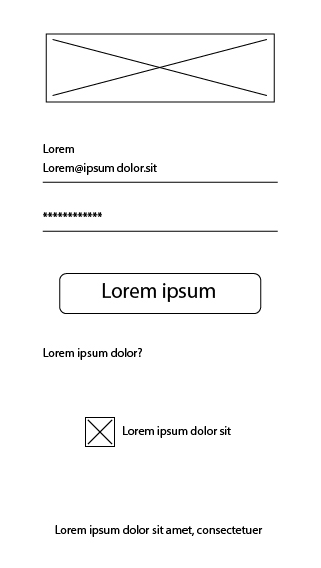 Lorem
Lorem@ipsum dolor.sit
************
Lorem ipsum
Lorem ipsum dolor?
Lorem ipsum dolor sit
Lorem ipsum dolor sit amet, consectetuer